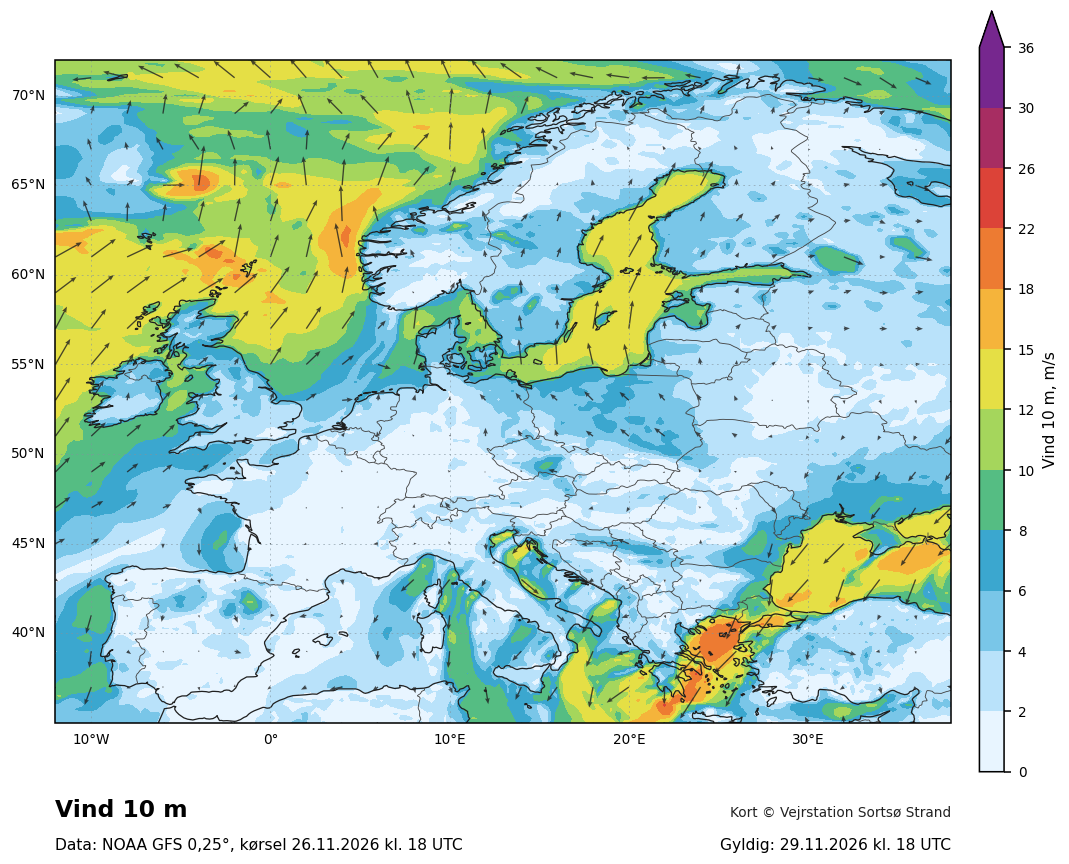 36
30
26
22
18
15
12
10
8
6
4
2
0
Vind 10 m, m/s
70°N
65°N
60°N
55°N
50°N
45°N
40°N
10°W
0°
10°E
20°E
30°E
Vind 10 m
Kort © Vejrstation Sortsø Strand
Data: NOAA GFS 0,25°, kørsel 26.11.2026 kl. 18 UTC
Gyldig: 29.11.2026 kl. 18 UTC